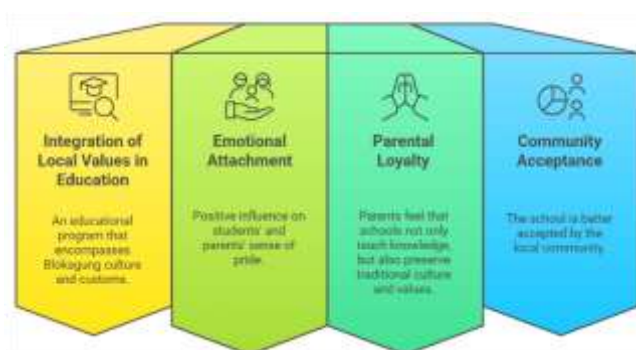 Integration of
Local Values in
Education
An educational
program that
encompasses
Blokagung culture
and customs.
Emotional
Attachment
Positive influence on
students' and
parents' sense of
pride.
Parental
Loyalty
Parents feel that
schools not only
teach knowledge,
but also preserve
traditional culture
and values.
Community
Acceptance
The school is better
accepted by the
local community.